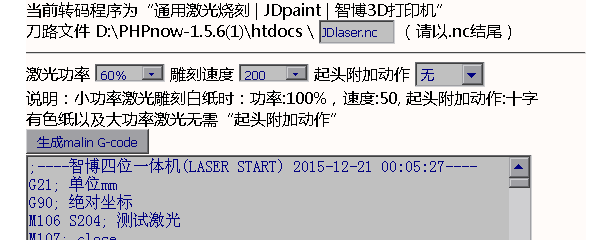 当前转码程序为“通用激光烧刻 | JDpaint | 智博3D打印机”
刀路文件 D:\PHPnow-1.5.6(1)\htdocs \ JDlaser.nc （请以.nc结尾）
激光功率 60% 雕刻速度 200 起头附加动作 无
说明：小功率激光雕刻白纸时：功率:100%，速度:50, 起头附加动作:十字
有色纸以及大功率激光无需“起头附加动作”
生成malin G-code
;----智博四位一体机(LASER START) 2015-12-21 00:05:27----
G21; 单位mm
G90; 绝对坐标
M106 S204; 测试激光
M107; close